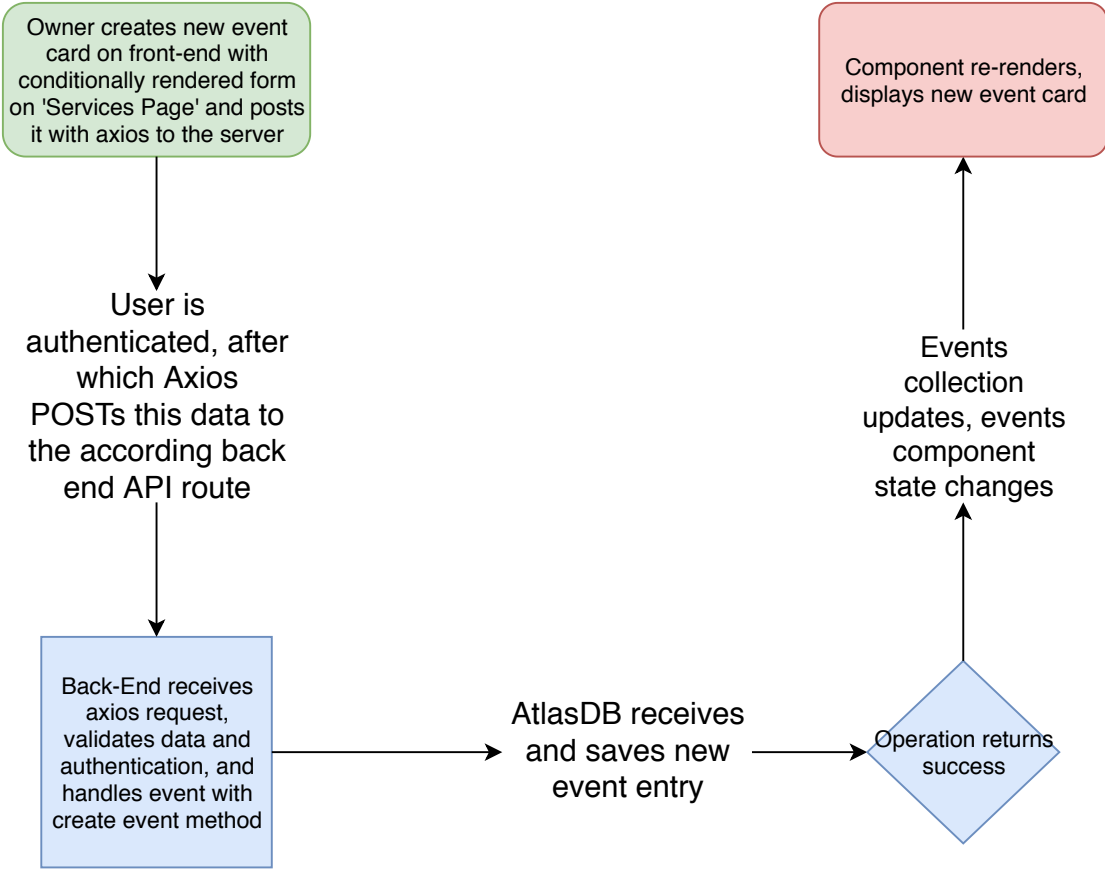 Owner creates new event
card on front-end with
conditionally rendered form
on 'Services Page' and posts
it with axios to the server
User is
authenticated, after
which Axios
POSTs this data to
the according back
end API route
Back-End receives
axios request,
validates data and
authentication, and
handles event with
create event method
AtlasDB receives
and saves new
event entry
Operation returns
success
Events
collection
updates, events
component
state changes
Component re-renders,
displays new event card